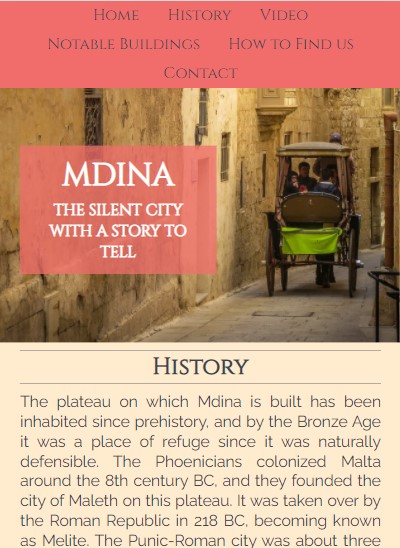 Home History Video
Notable Buildings How to Find us
Contact
MDINA
THE SILENT CITY
WITH A STORY TO
TELL
History
The plateau on which Mdina is built has been
inhabited since prehistory, and by the Bronze Age
it was a place of refuge since it was naturally
defensible. The Phoenicians colonized Malta
around the 8th century BC, and they founded the
city of Maleth on this plateau. It was taken over by
the Roman Republic in 218 BC, becoming known
as Melite. The Punic-Roman city was about three